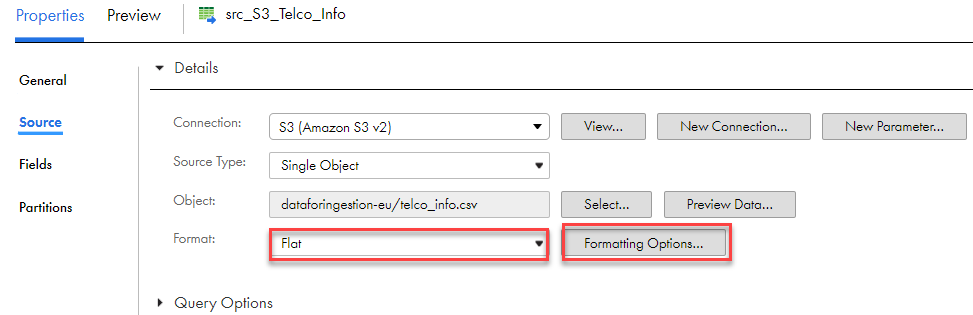 Properties Preview src_S3_Telco_Info
General
Source
Fields
Partitions
Details
Connection: S3 (Amazon S3 v2) View... New Connection... New Parameter...
Source Type: Single Object
Object: dataforingestion-eu/telco_info.csv Select... Preview Data...
Format: Flat Formatting Options...
Query Options